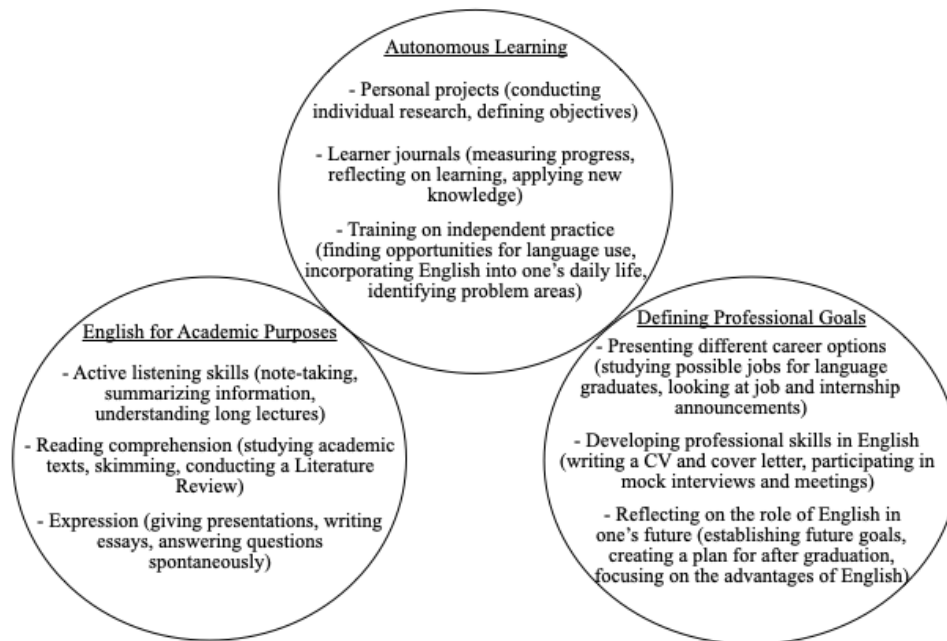 Autonomous Learning
- Personal projects (conducting
individual research, defining objectives)
- Learner journals (measuring progress,
reflecting on learning, applying new
knowledge)
- Training on independent practice
(finding opportunities for language use,
incorporating English into one's daily life,
identifying problem areas)
English for Academic Purposes
- Active listening skills (note-taking,
summarizing information,
understanding long lectures)
- Reading comprehension (studying academic
texts, skimming, conducting a Literature
Review)
- Expression (giving presentations, writing
essays, answering questions
spontaneously)
Defining Professional Goals
- Presenting different career options
(studying possible jobs for language
graduates, looking at job and internship
announcements)
- Developing professional skills in English
(writing a CV and cover letter, participating in
mock interviews and meetings)
- Reflecting on the role of English in
one's future (establishing future goals,
creating a plan for after graduation,
focusing on the advantages of English)